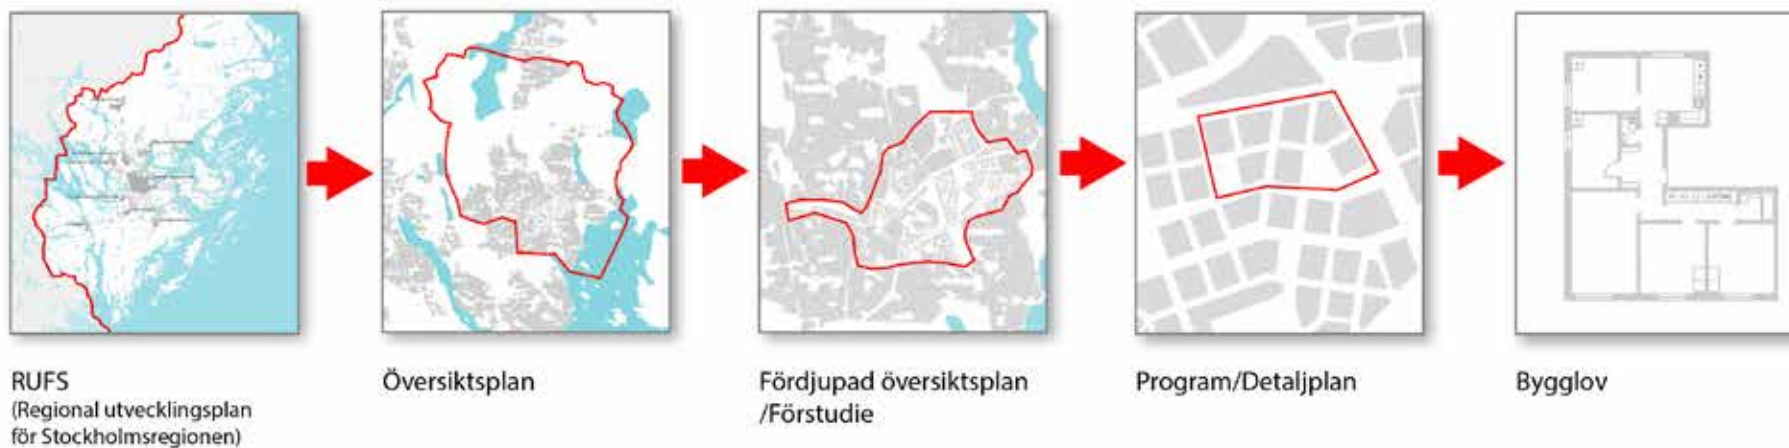 RUFS
(Regional utvecklingsplan
för Stockholmsregionen)
Översiktsplan
Fördjupad översiktsplan
/Förstudie
Program/Detaljplan
Bygglov